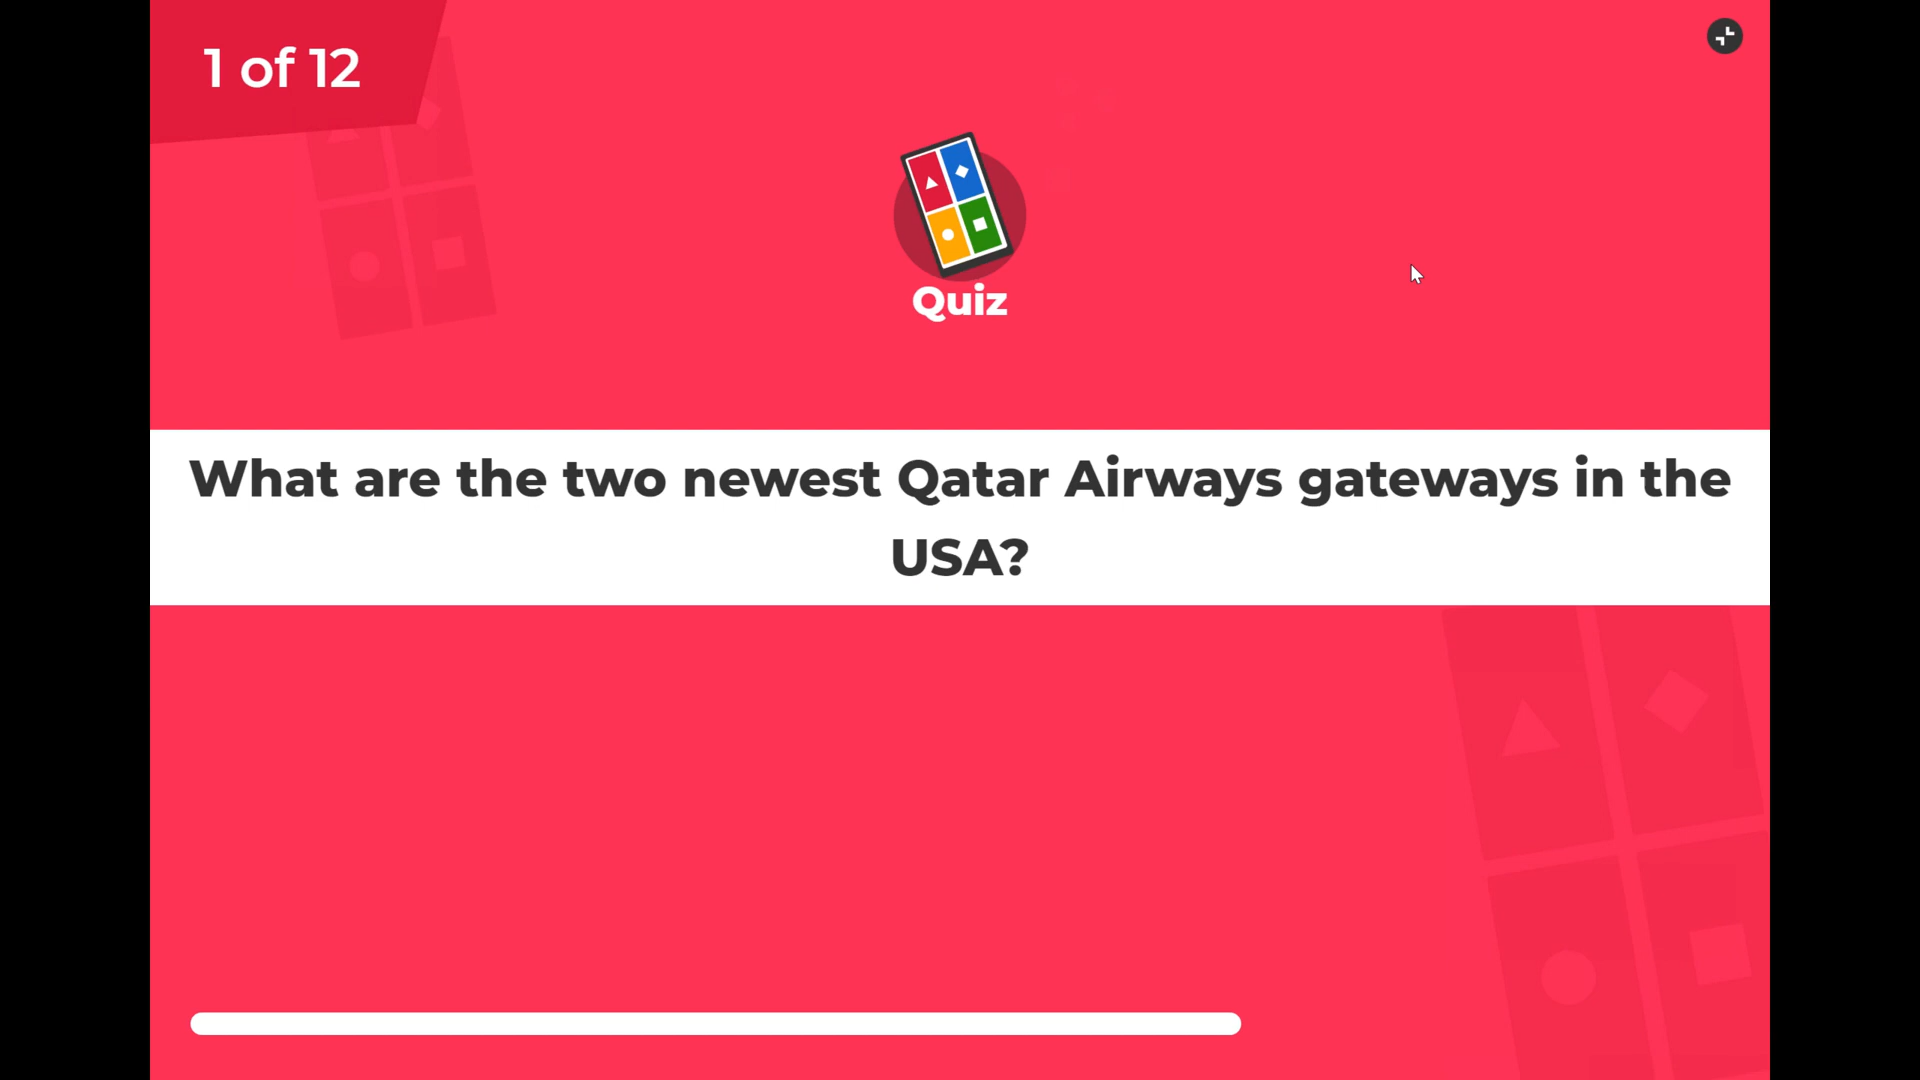 1 of 12
Quiz
What are the two newest Qatar Airways gateways in the
USA?